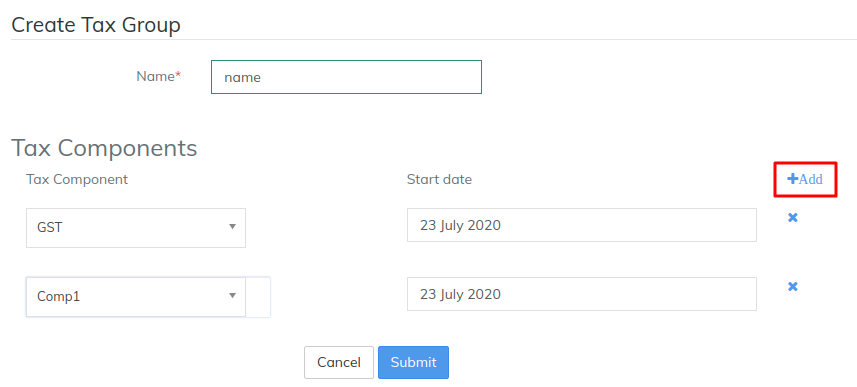 Create Tax Group
Name*
name
Tax Components
Tax Component Start date +Add
GST 23 July 2020 ×
Comp1 23 July 2020 ×
Cancel Submit